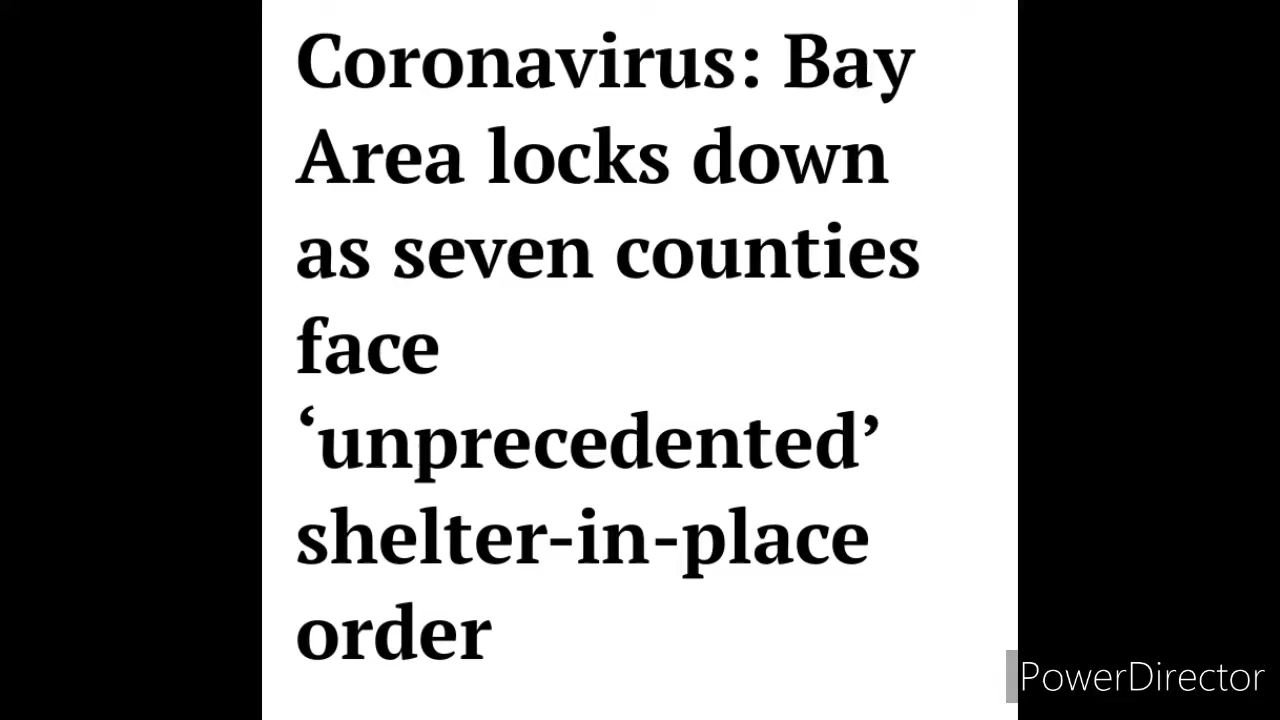 Coronavirus: Bay
Area locks down
as seven counties
face
‘unprecedented’
shelter-in-place
order
PowerDirector